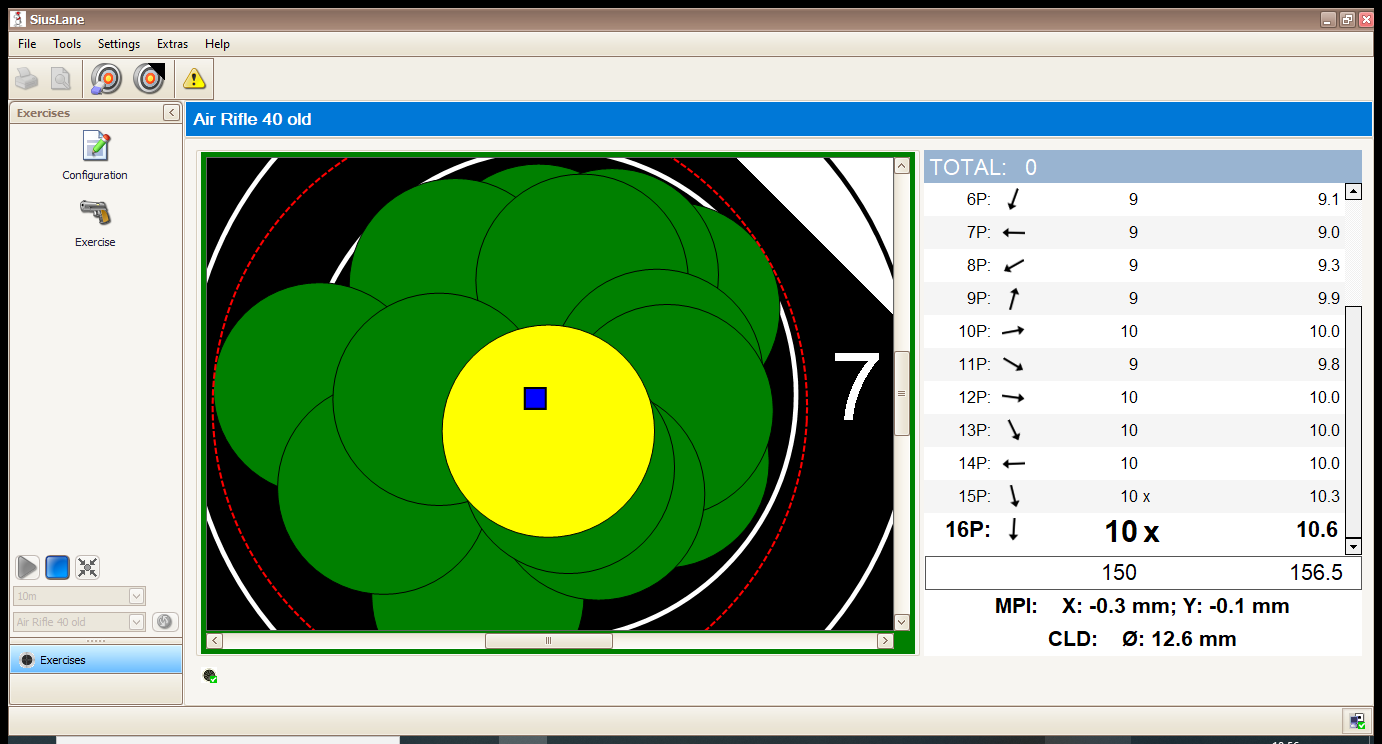 SiusLane
File Tools Settings Extras Help
Exercises
Configuration
Exercise
10m
Air Rifle 40 old
Exercises
Air Rifle 40 old
7
TOTAL: 0
6P: 9 9.1
7P: 9 9.0
8P: 9 9.3
9P: 9 9.9
10P: 10 10.0
11P: 9 9.8
12P: 10 10.0
13P: 10 10.0
14P: 10 10.0
15P: 10 x 10.3
16P: 10 x 10.6
150 156.5
MPI: X: -0.3 mm; Y: -0.1 mm
CLD: Ø: 12.6 mm